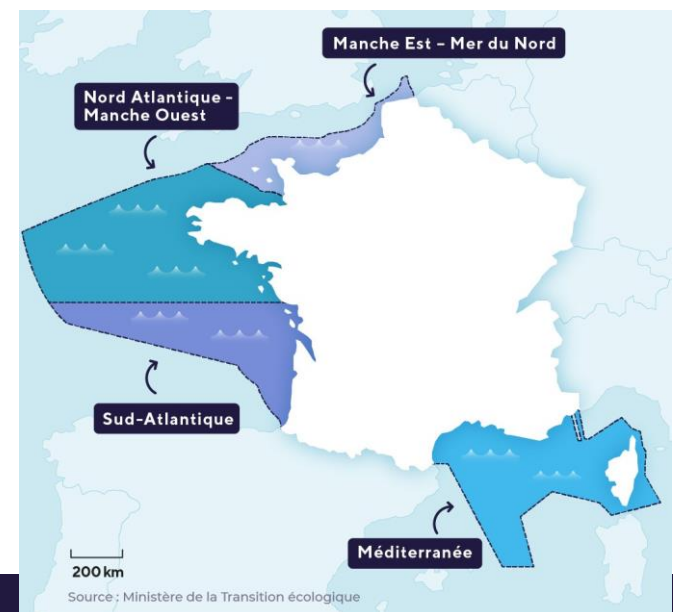 Manche Est – Mer du Nord
Nord Atlantique –
Manche Ouest
Sud-Atlantique
Méditerranée
200 km
Source : Ministère de la Transition écologique